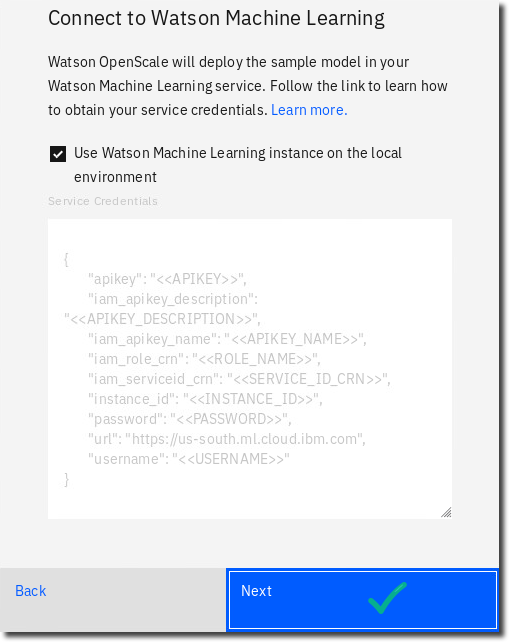 Connect to Watson Machine Learning
Watson OpenScale will deploy the sample model in your
Watson Machine Learning service. Follow the link to learn how
to obtain your service credentials. Learn more.
Use Watson Machine Learning instance on the local
environment
Service Credentials
{
"apikey": "<<APIKEY>>",
"iam_apikey_description":
"<<APIKEY_DESCRIPTION>>",
"iam_apikey_name": "<<APIKEY_NAME>>",
"iam_role_crn": "<<ROLE_NAME>>",
"iam_serviceid_crn": "<<SERVICE_ID_CRN>>",
"instance_id": "<<INSTANCE_ID>>",
"password": "<<PASSWORD>>",
"url": "https://us-south.ml.cloud.ibm.com",
"username": "<<USERNAME>>"
}
Back
Next